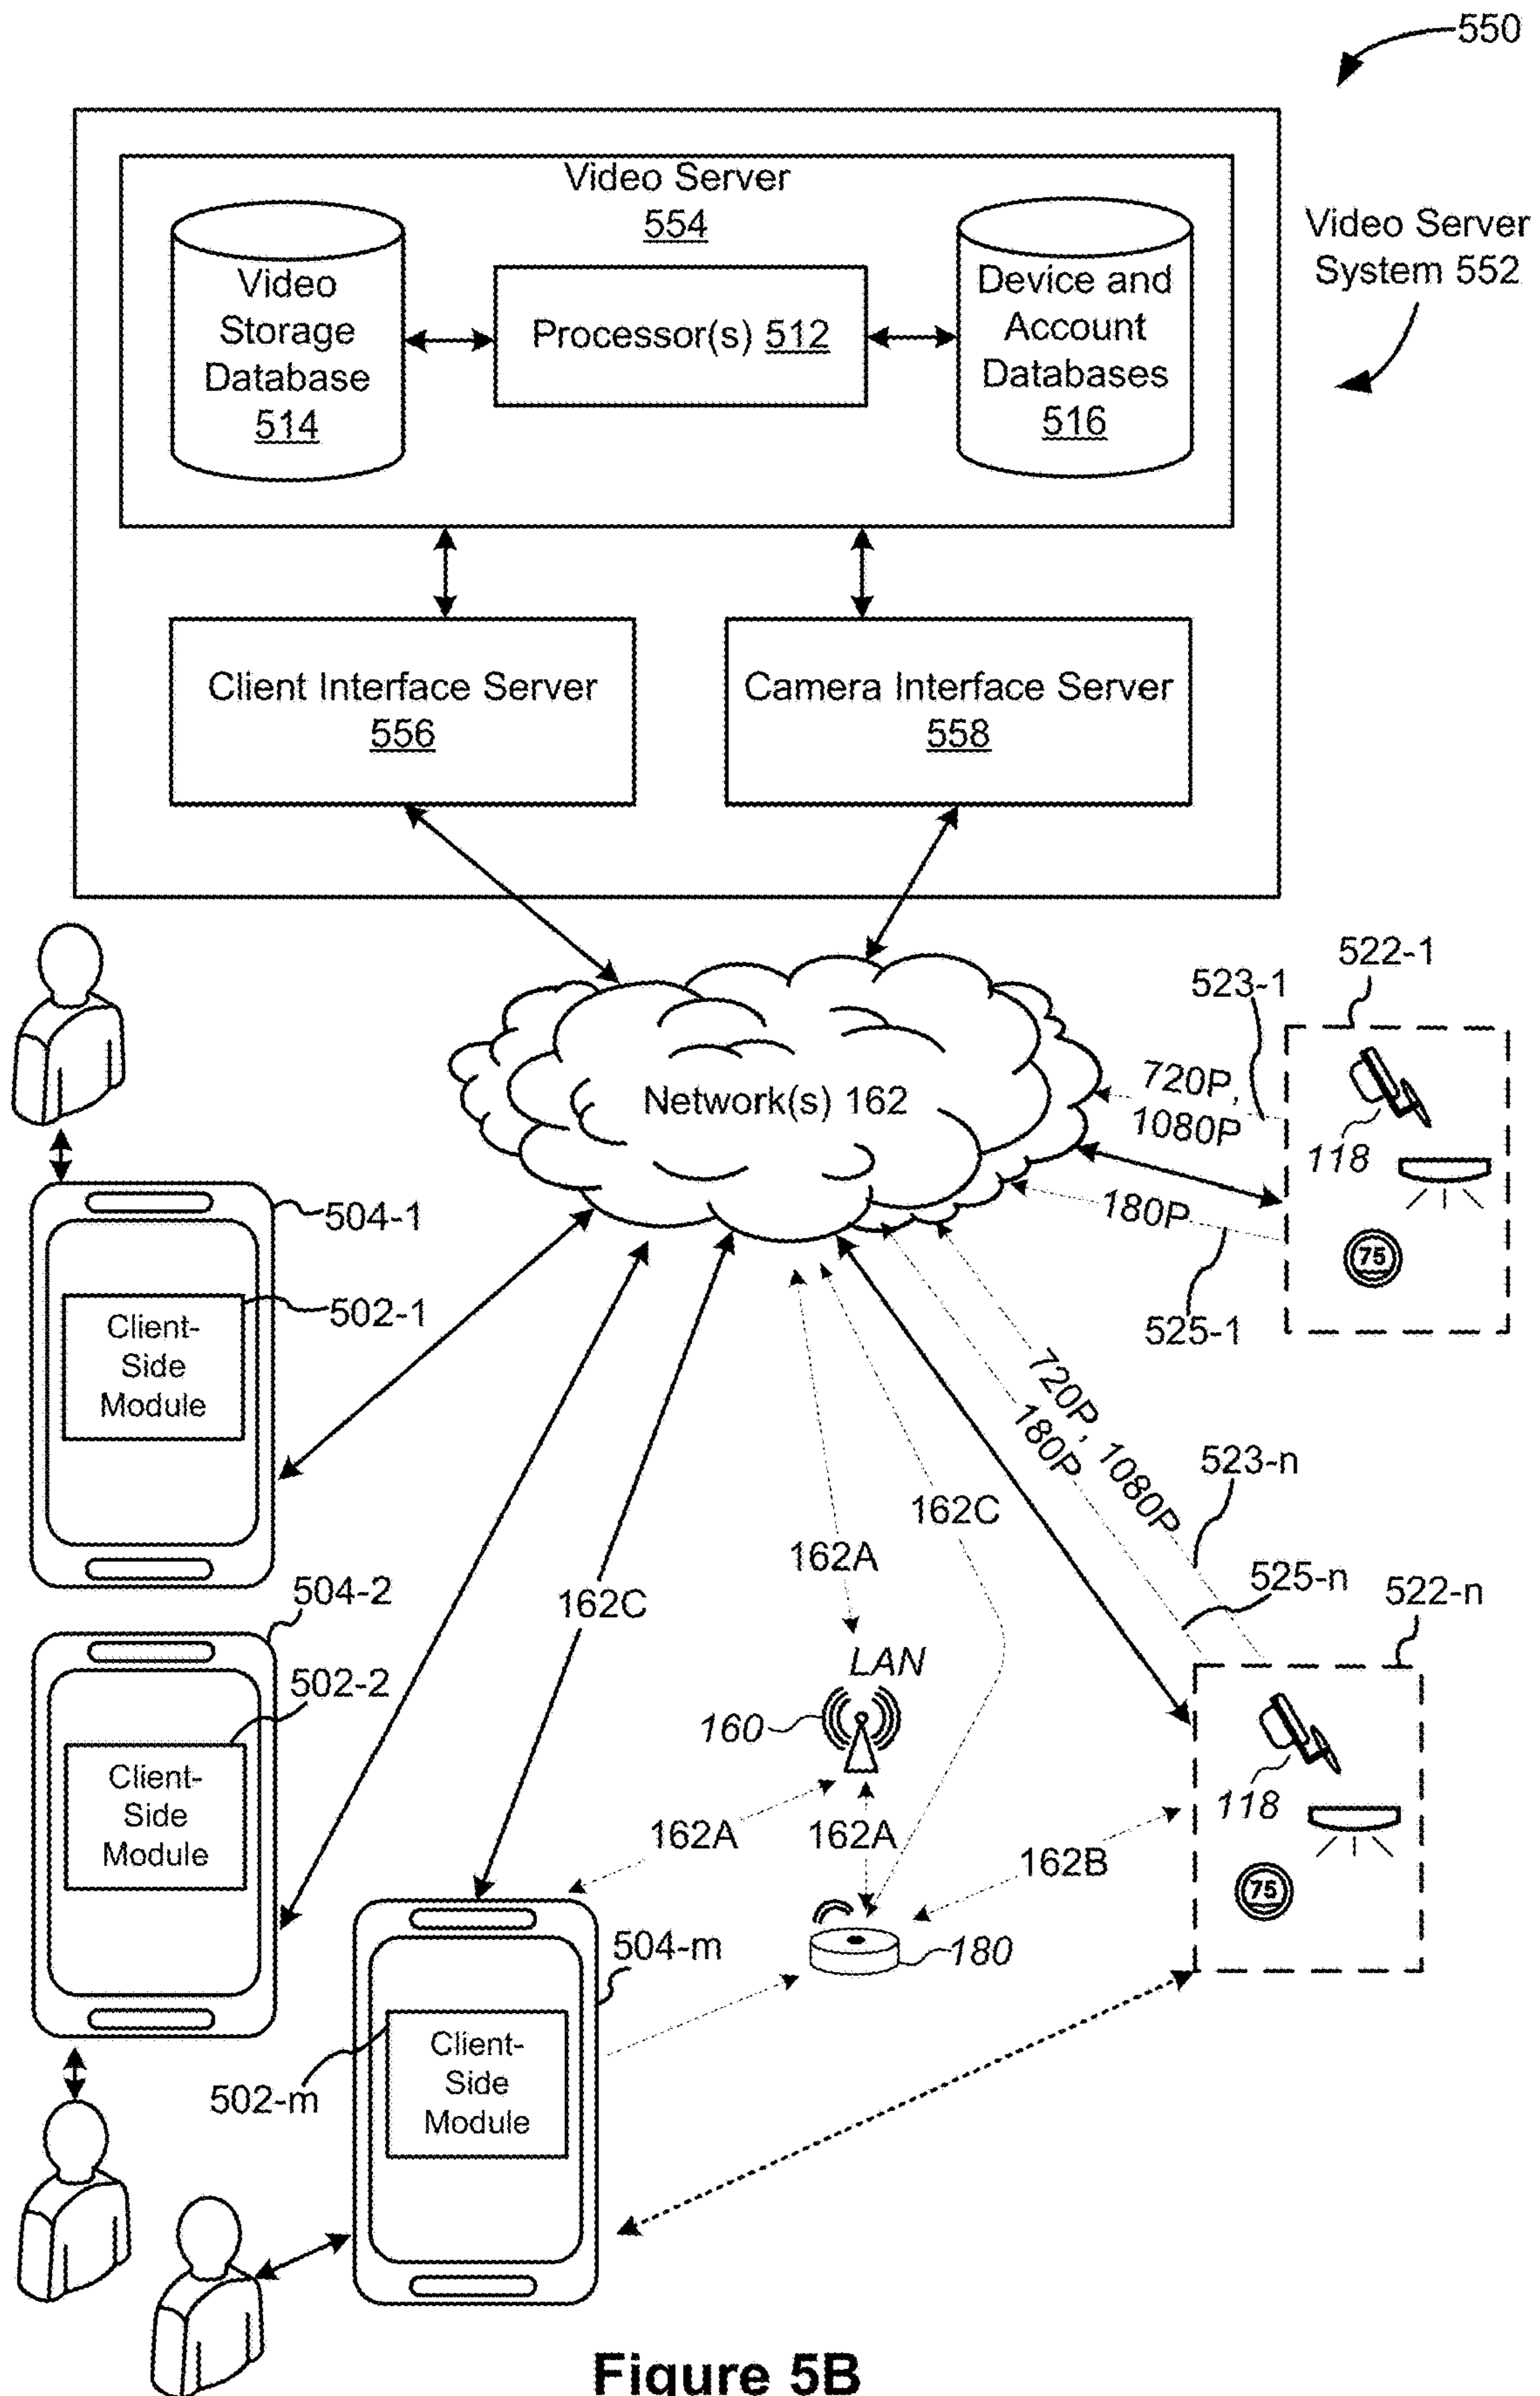 550
Video Server
554
Video Server
System 552
Video
Storage
Database
514
Processor(s) 512
Device and
Account
Databases
516
Client Interface Server
556
Camera Interface Server
558
522-1
523-1
720P,
1080P
Network(s) 162
118
180P
75
525-1
504-1
502-1
Client-
Side
Module
720P, 1080P
180P
523-n
162C
162A
525-n
522-n
504-2
162C
LAN
502-2
160
Client-
Side
Module
118
162A
162A
162B
75
504-m
180
Client-
Side
Module
502-m
Figure 5B